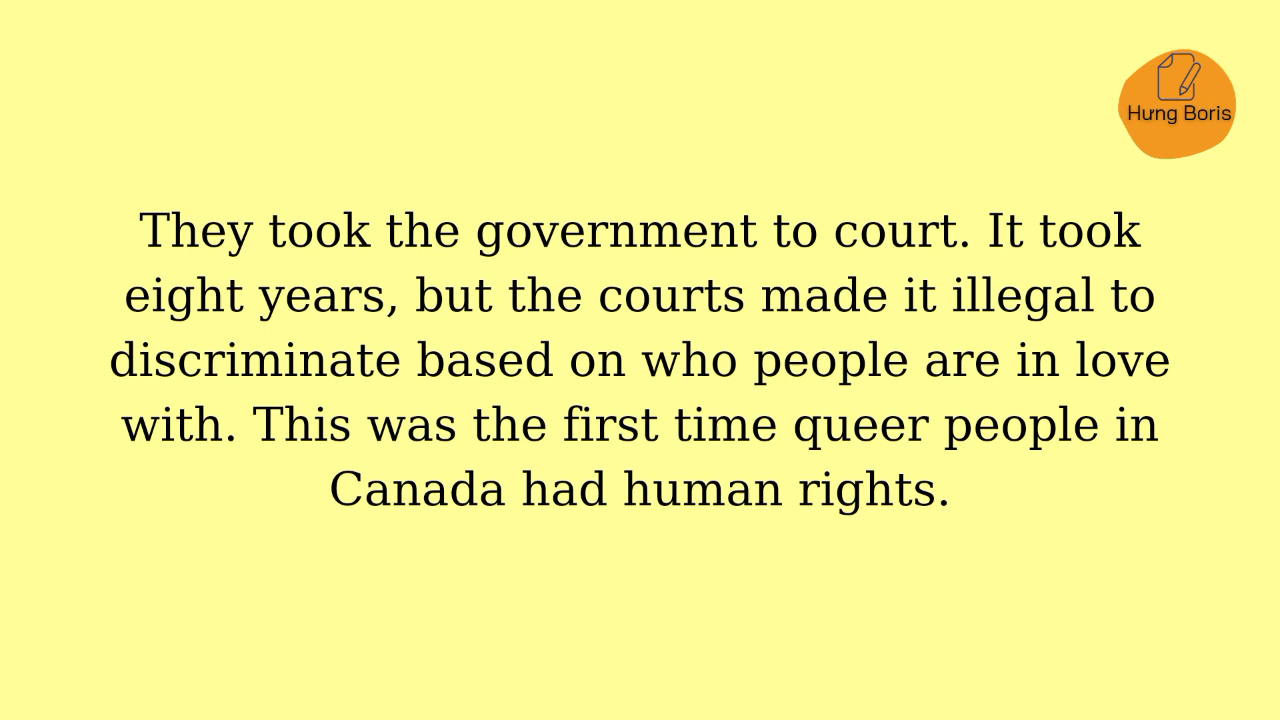 Hưng Boris
They took the government to court. It took
eight years, but the courts made it illegal to
discriminate based on who people are in love
with. This was the first time queer people in
Canada had human rights.